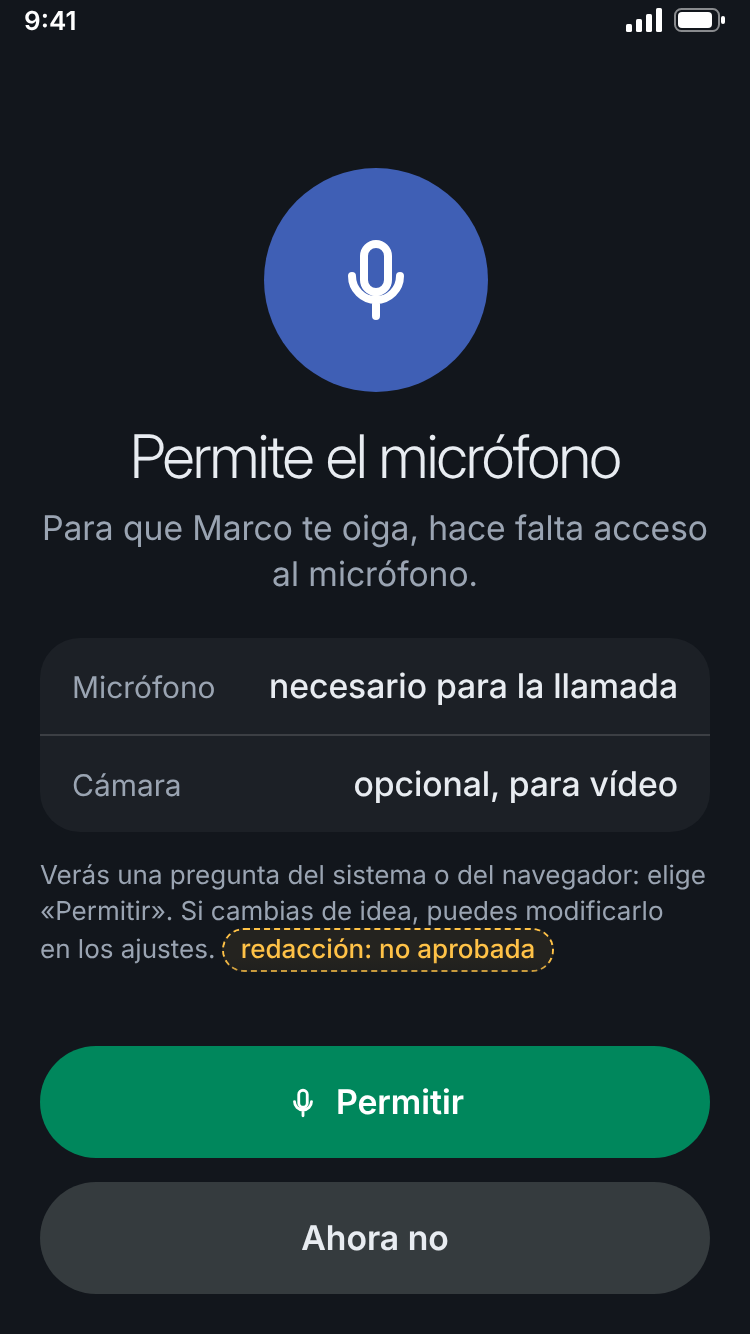 9:41
Permite el micrófono
Para que Marco te oiga, hace falta acceso
al micrófono.
Micrófono necesario para la llamada
Cámara opcional, para vídeo
Verás una pregunta del sistema o del navegador: elige
«Permitir». Si cambias de idea, puedes modificarlo
en los ajustes. redacción: no aprobada
Permitir
Ahora no